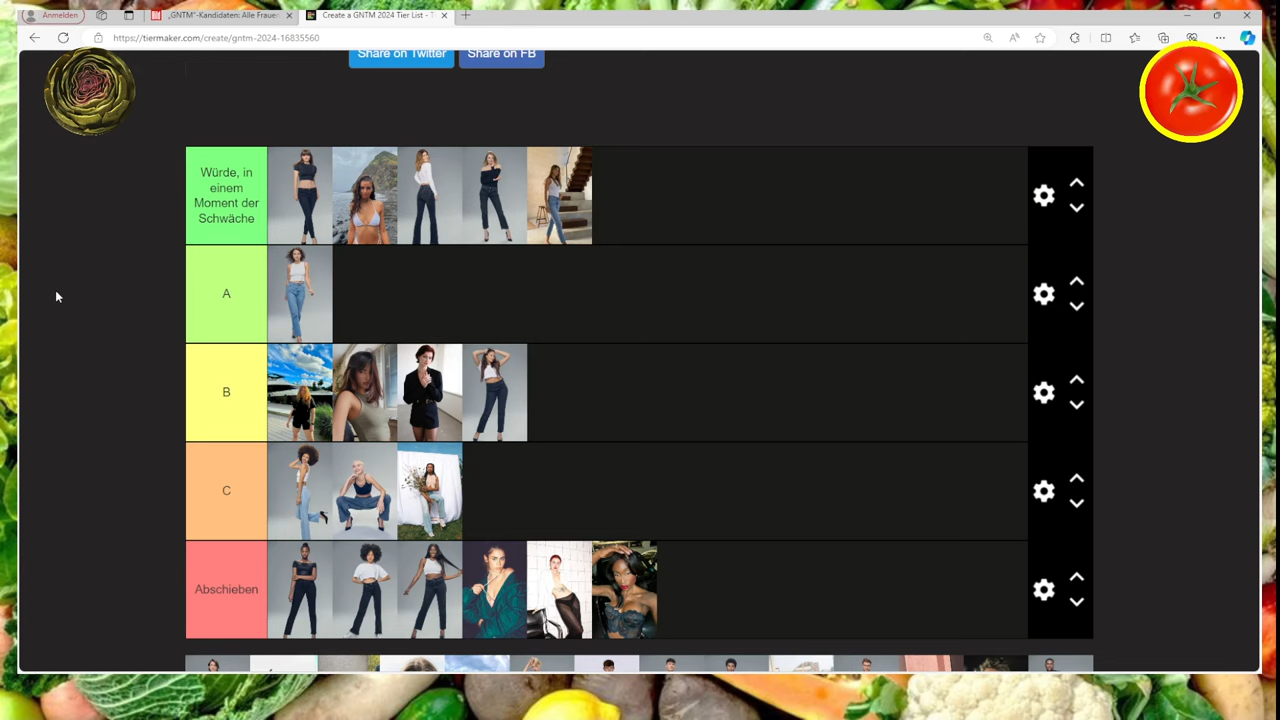 Anmelden
„GNTM“-Kandidaten: Alle Frauen
Create a GNTM 2024 Tier List - T
https://tiermaker.com/create/gntm-2024-16835560
Share on Twitter
Share on FB
Würde, in
einem
Moment der
Schwäche
A
B
C
Abschieben